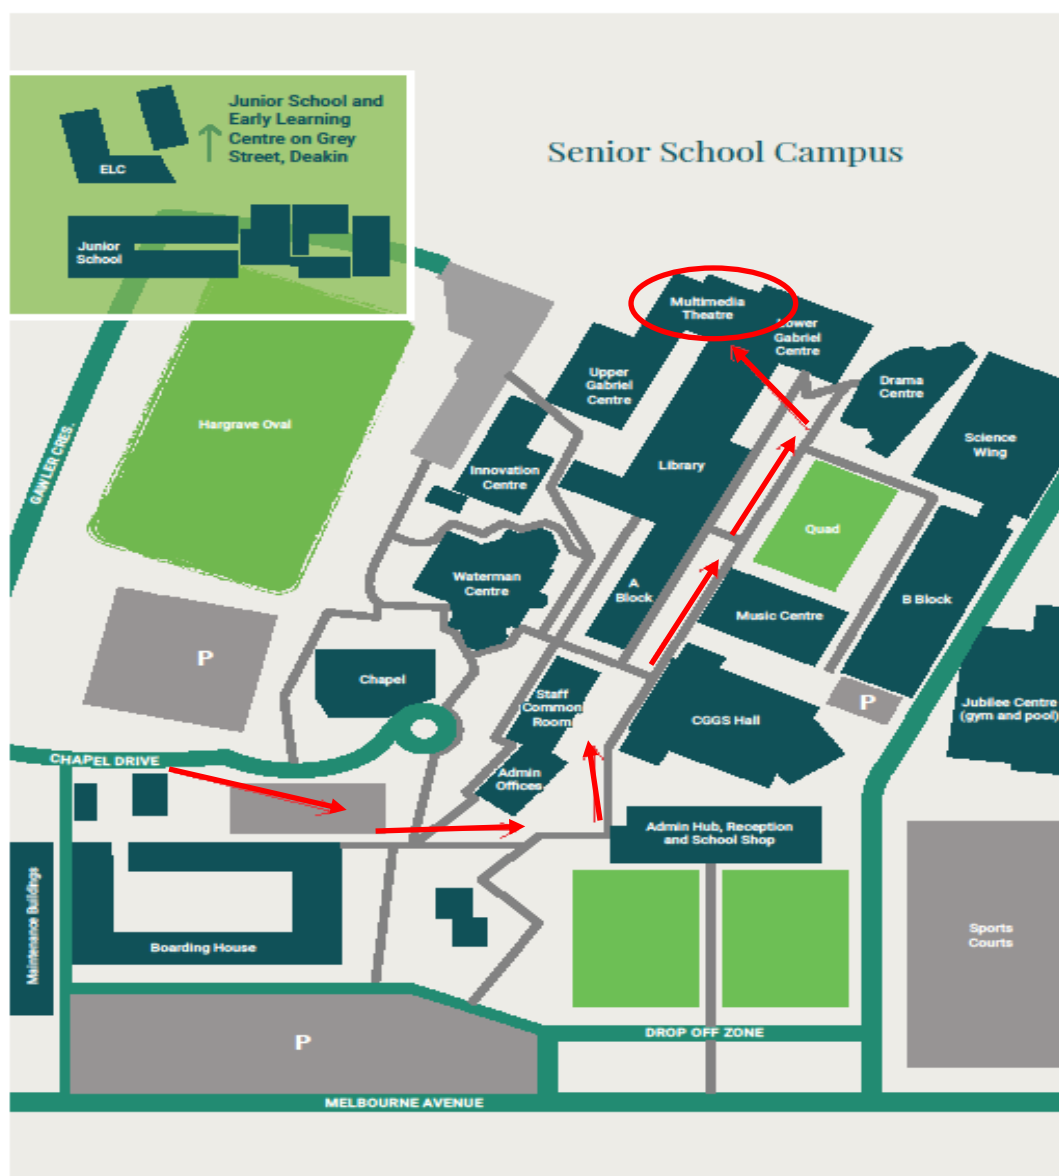 Junior School and
Early Learning
Centre on Grey
Street, Deakin
ELC
Junior
School
Senior School Campus
Multimedia
Theatre
Lower
Gabriel
Centre
Upper
Gabriel
Centre
Drama
Centre
Science
Wing
Hargrave Oval
GAWLER CRES.
Innovation
Centre
Library
Quad
Waterman
Centre
A
Block
Music Centre
B Block
P
Chapel
Staff
Common
Room
CGGS Hall
P
Jubilee Centre
(gym and pool)
CHAPEL DRIVE
Admin
Offices
Admin Hub, Reception
and School Shop
Maintenance Buildings
Boarding House
Sports
Courts
P
DROP OFF ZONE
MELBOURNE AVENUE